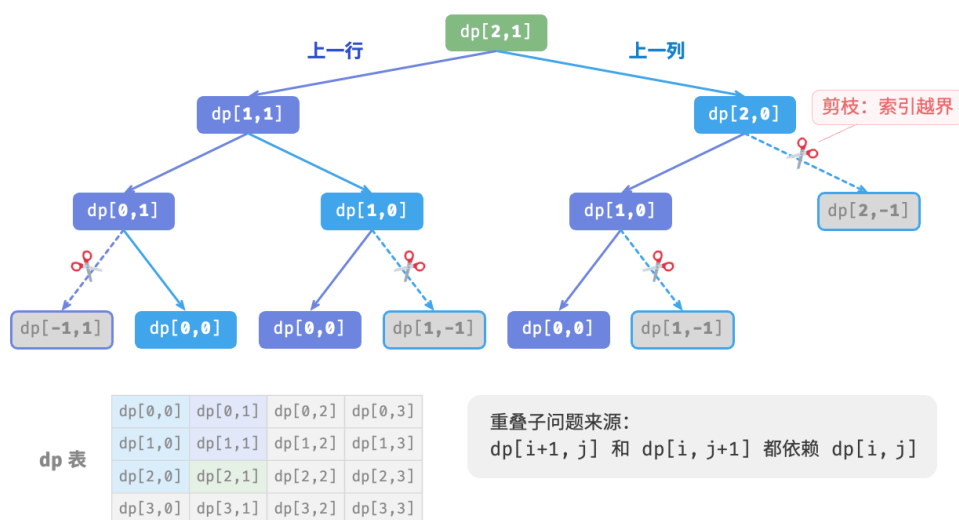 dp[2,1]
上一行
上一列
dp[1,1]
dp[2,0]
剪枝：索引越界
dp[0,1]
dp[1,0]
dp[1,0]
dp[2,-1]
dp[-1,1]
dp[0,0]
dp[0,0]
dp[1,-1]
dp[0,0]
dp[1,-1]
dp[0,0] dp[0,1] dp[0,2] dp[0,3]
dp[1,0] dp[1,1] dp[1,2] dp[1,3]
dp[2,0] dp[2,1] dp[2,2] dp[2,3]
dp[3,0] dp[3,1] dp[3,2] dp[3,3]
dp 表
重叠子问题来源：
dp[i+1, j] 和 dp[i, j+1] 都依赖 dp[i, j]